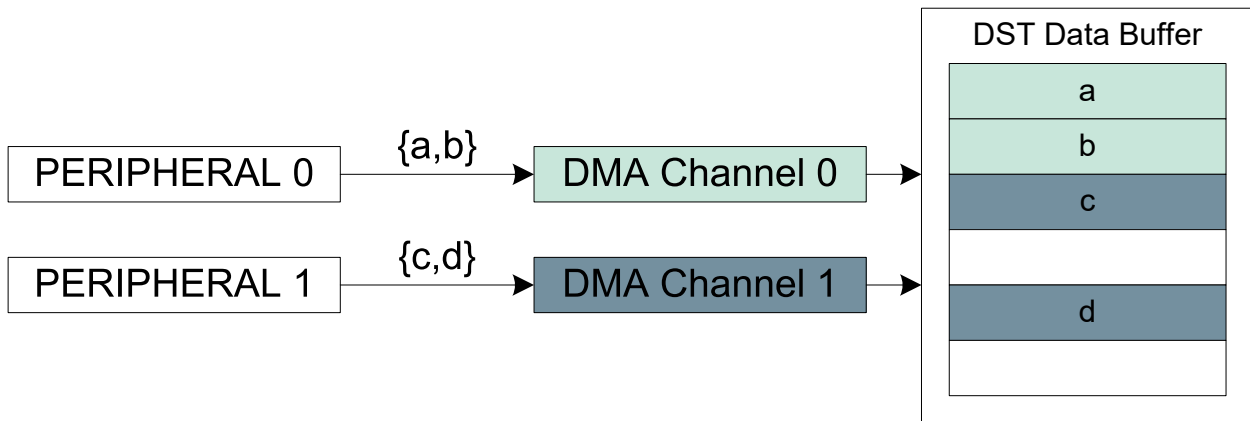 DST Data Buffer
a
b
c
d
{a,b}
PERIPHERAL 0
DMA Channel 0
{c,d}
PERIPHERAL 1
DMA Channel 1